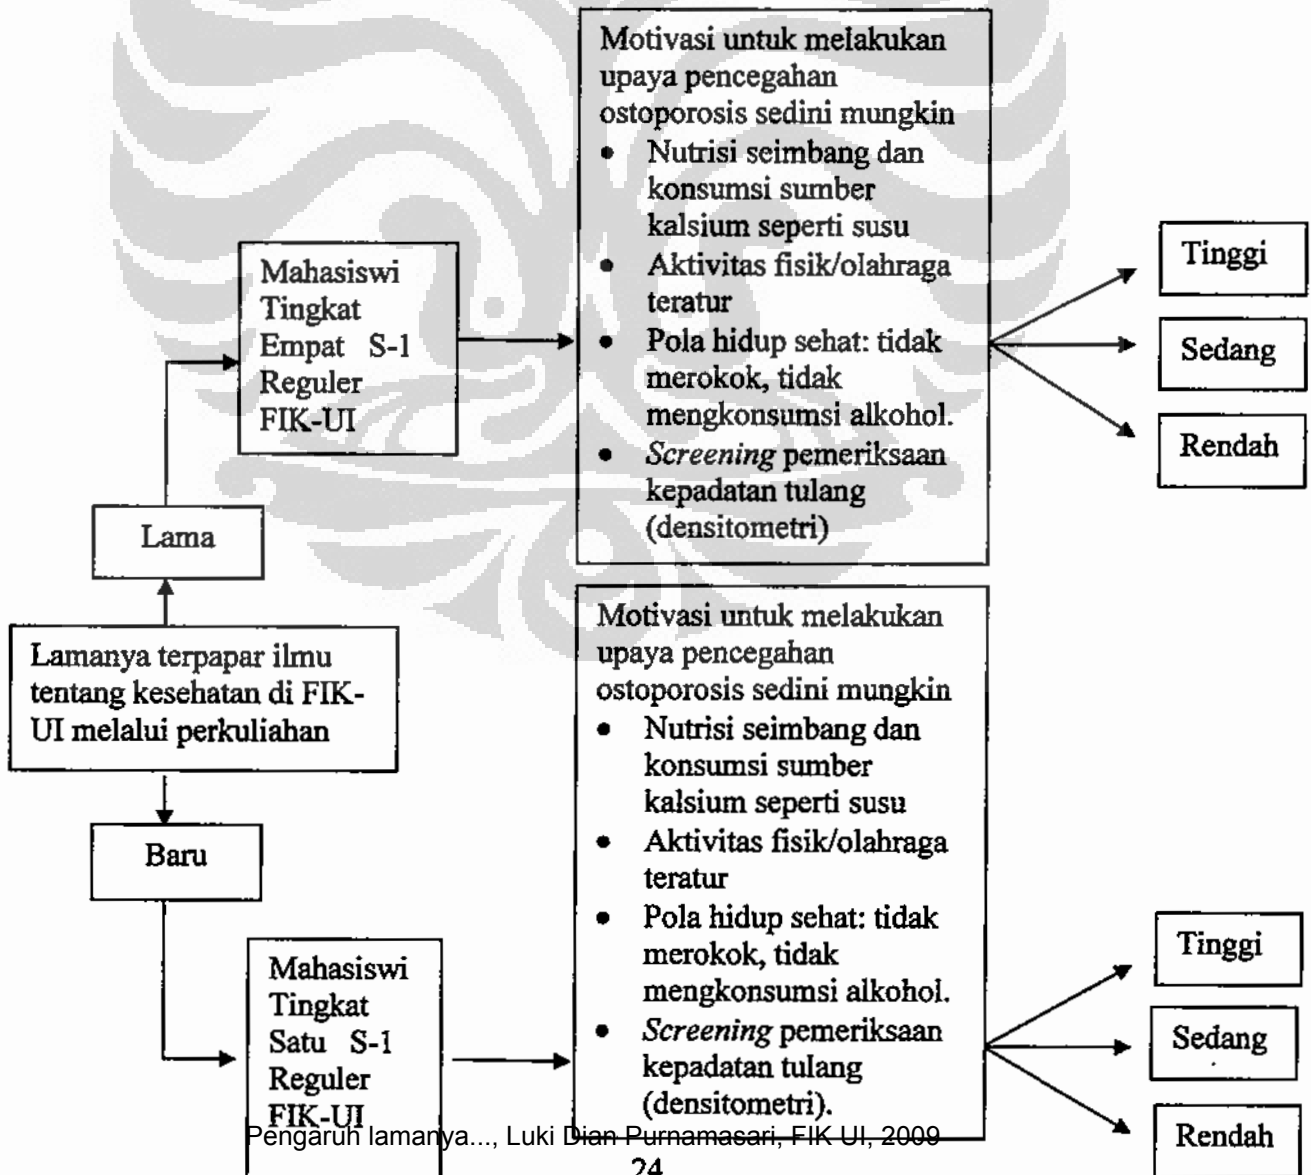 Motivasi untuk melakukan
upaya pencegahan
ostoporosis sedini mungkin
• Nutrisi seimbang dan
konsumsi sumber
kalsium seperti susu
• Aktivitas fisik/olahraga
teratur
• Pola hidup sehat: tidak
merokok, tidak
mengkonsumsi alkohol.
• Screening pemeriksaan
kepadatan tulang
(densitometri)
Mahasiswi
Tingkat
Empat S-1
Reguler
FIK-UI
Tinggi
Sedang
Rendah
Lama
Lamanya terpapar ilmu
tentang kesehatan di FIK-
UI melalui perkuliahan
Baru
Mahasiswi
Tingkat
Satu S-1
Reguler
FIK-UI
Motivasi untuk melakukan
upaya pencegahan
ostoporosis sedini mungkin
• Nutrisi seimbang dan
konsumsi sumber
kalsium seperti susu
• Aktivitas fisik/olahraga
teratur
• Pola hidup sehat: tidak
merokok, tidak
mengkonsumsi alkohol.
• Screening pemeriksaan
kepadatan tulang
(densitometri).
Tinggi
Sedang
Rendah
Pengaruh lamanya..., Luki Dian Purnamasari, FIK UI, 2009
24